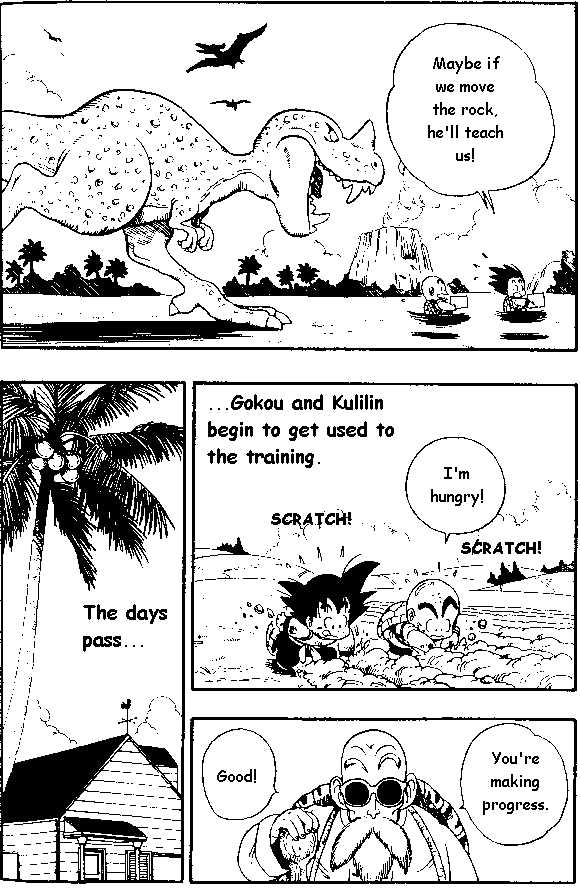 Maybe if
we move
the rock,
he'll teach
us!
The days
pass...
...Gokou and Kulilin
begin to get used to
the training.
I'm
hungry!
SCRATCH!
SCRATCH!
Good!
You're
making
progress.